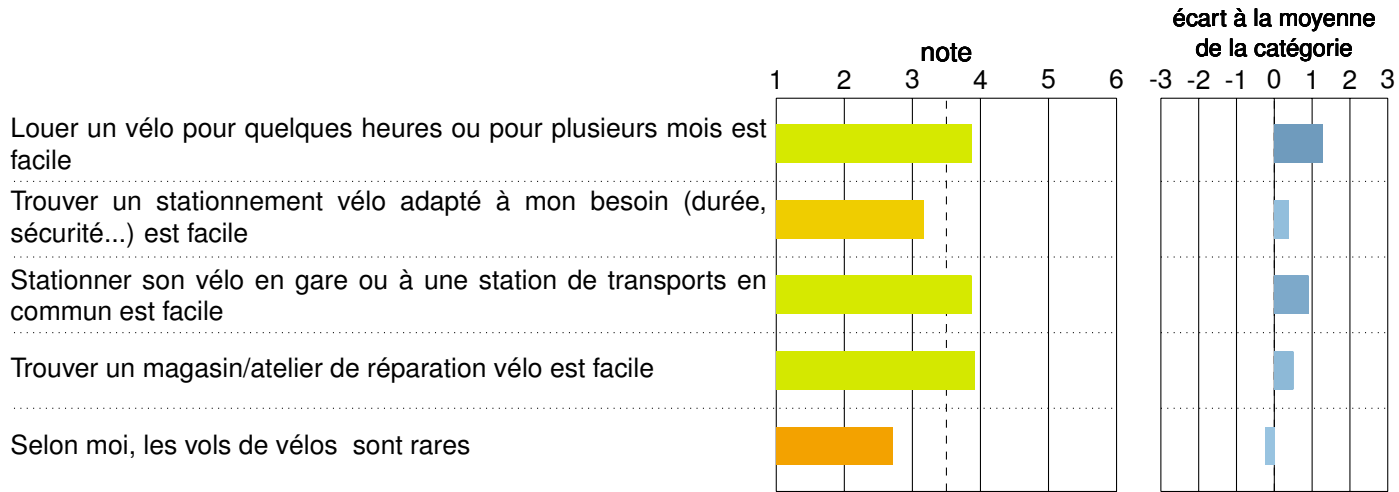 écart à la moyenne
note
de la catégorie
1 2 3 4 5 6
-3 -2 -1 0 1 2 3
Louer un vélo pour quelques heures ou pour plusieurs mois est
facile
Trouver un stationnement vélo adapté à mon besoin (durée,
sécurité...) est facile
Stationner son vélo en gare ou à une station de transports en
commun est facile
Trouver un magasin/atelier de réparation vélo est facile
Selon moi, les vols de vélos sont rares